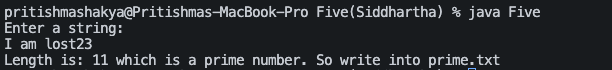 pritishmashakya@Pritishmas-MacBook-Pro Five(Siddhartha) % java Five
Enter a string:
I am lost23
Length is: 11 which is a prime number. So write into prime.txt